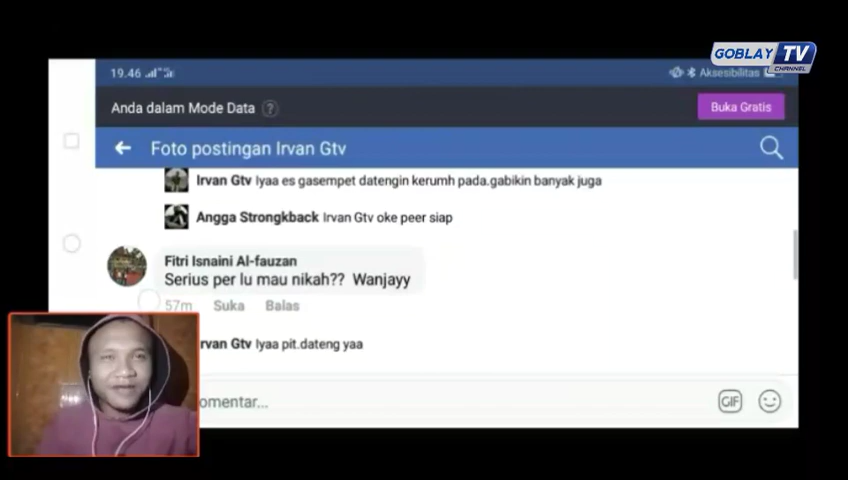 GOBLAY TV
CHANNEL
19.46
Aksesibilitas
Anda dalam Mode Data ?
Buka Gratis
Foto postingan Irvan Gtv
Irvan Gtv Iyaa es gasempet datengin kerumh pada.gabikin banyak juga
Angga Strongkback Irvan Gtv oke peer siap
Fitri Isnaini Al-fauzan
Serius per lu mau nikah?? Wanjayy
57m Suka Balas
rvan Gtv Iyaa pit.dateng yaa
omentar...
GIF